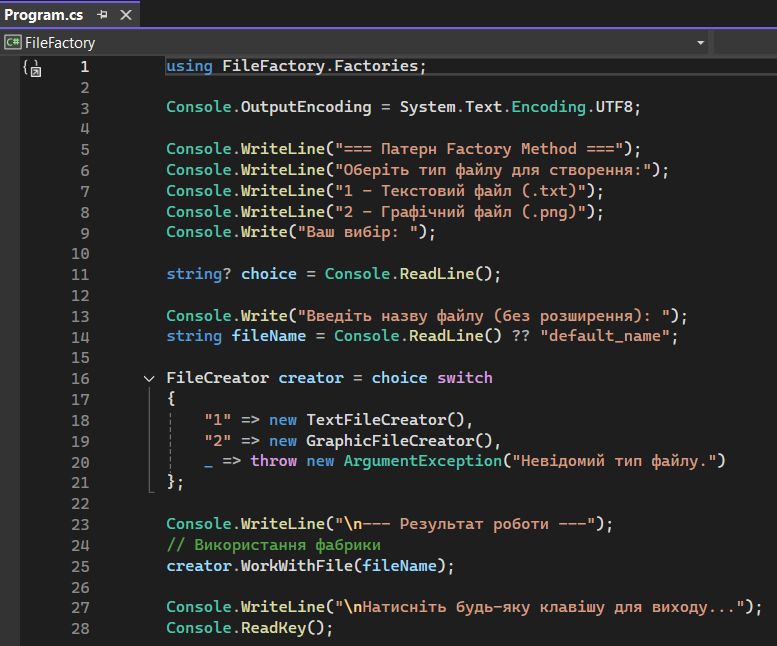 Program.cs
C# FileFactory
1 using FileFactory.Factories;
2
3 Console.OutputEncoding = System.Text.Encoding.UTF8;
4
5 Console.WriteLine("=== Патерн Factory Method ===");
6 Console.WriteLine("Оберіть тип файлу для створення:");
7 Console.WriteLine("1 - Текстовий файл (.txt)");
8 Console.WriteLine("2 - Графічний файл (.png)");
9 Console.Write("Ваш вибір: ");
10
11 string? choice = Console.ReadLine();
12
13 Console.Write("Введіть назву файлу (без розширення): ");
14 string fileName = Console.ReadLine() ?? "default_name";
15
16 FileCreator creator = choice switch
17 {
18     "1" => new TextFileCreator(),
19     "2" => new GraphicFileCreator(),
20     _ => throw new ArgumentException("Невідомий тип файлу.")
21 };
22
23 Console.WriteLine("\n--- Результат роботи ---");
24 // Використання фабрики
25 creator.WorkWithFile(fileName);
26
27 Console.WriteLine("\nНатисніть будь-яку клавішу для виходу...");
28 Console.ReadKey();